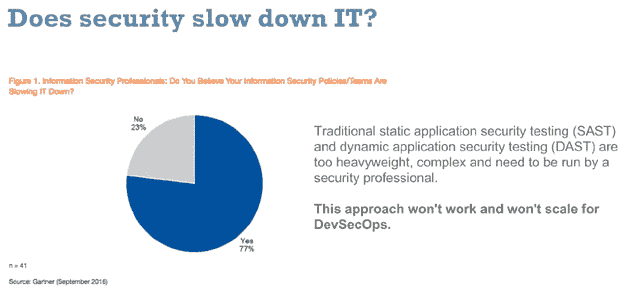 Does security slow down IT?
Figure 1. Information Security Professionals: Do You Believe Your Information Security Policies/Teams Are
Slowing IT Down?
No
23%
Yes
77%
Traditional static application security testing (SAST)
and dynamic application security testing (DAST) are
too heavyweight, complex and need to be run by a
security professional.
This approach won't work and won't scale for
DevSecOps.
n = 41
Source: Gartner (September 2016)